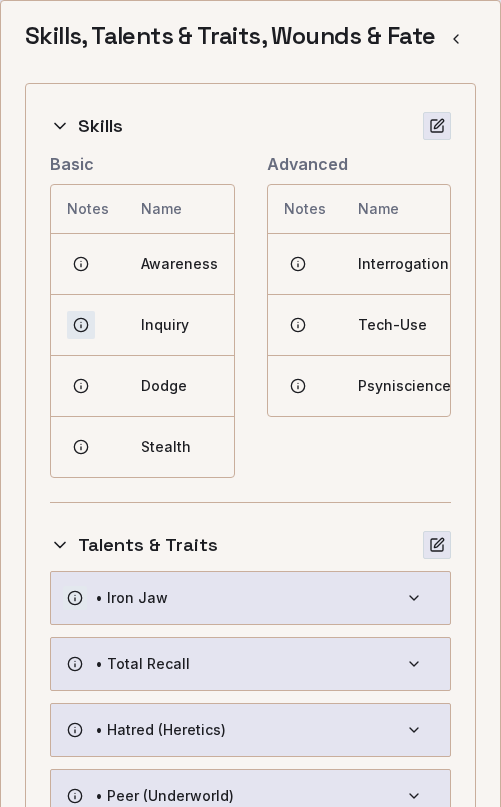 Skills, Talents & Traits, Wounds & Fate
Skills
Basic
Notes Name
Awareness
Inquiry
Dodge
Stealth
Advanced
Notes Name
Interrogation
Tech-Use
Psyniscience
Talents & Traits
• Iron Jaw
• Total Recall
• Hatred (Heretics)
• Peer (Underworld)